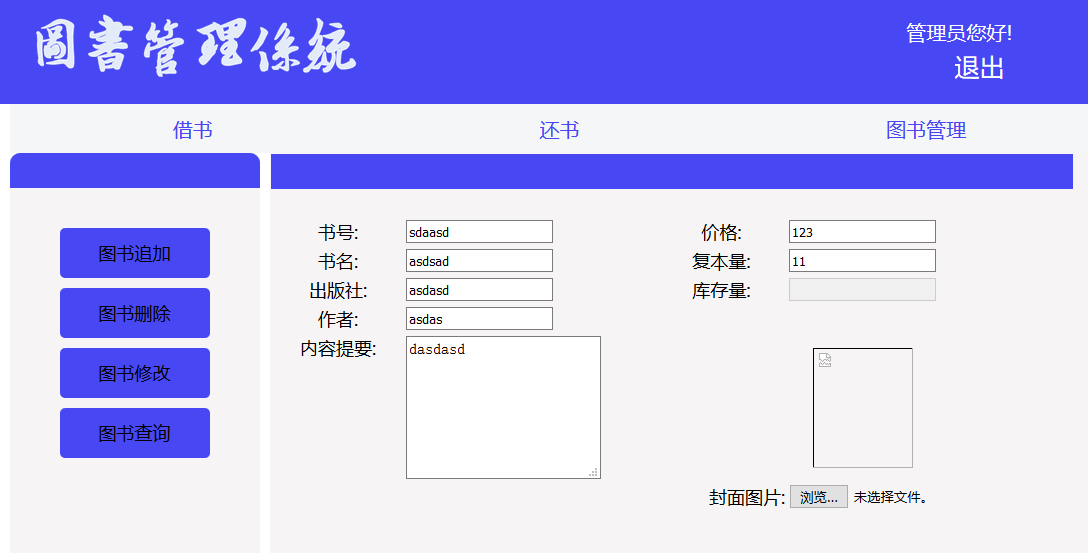 圖書管理係統
管理员您好!
退出
借书 还书 图书管理
图书追加
图书删除
图书修改
图书查询
书号: sdaasd 价格: 123
书名: asdsad 复本量: 11
出版社: asdasd 库存量:
作者: asdas
内容提要: dasdasd
封面图片: 浏览... 未选择文件。